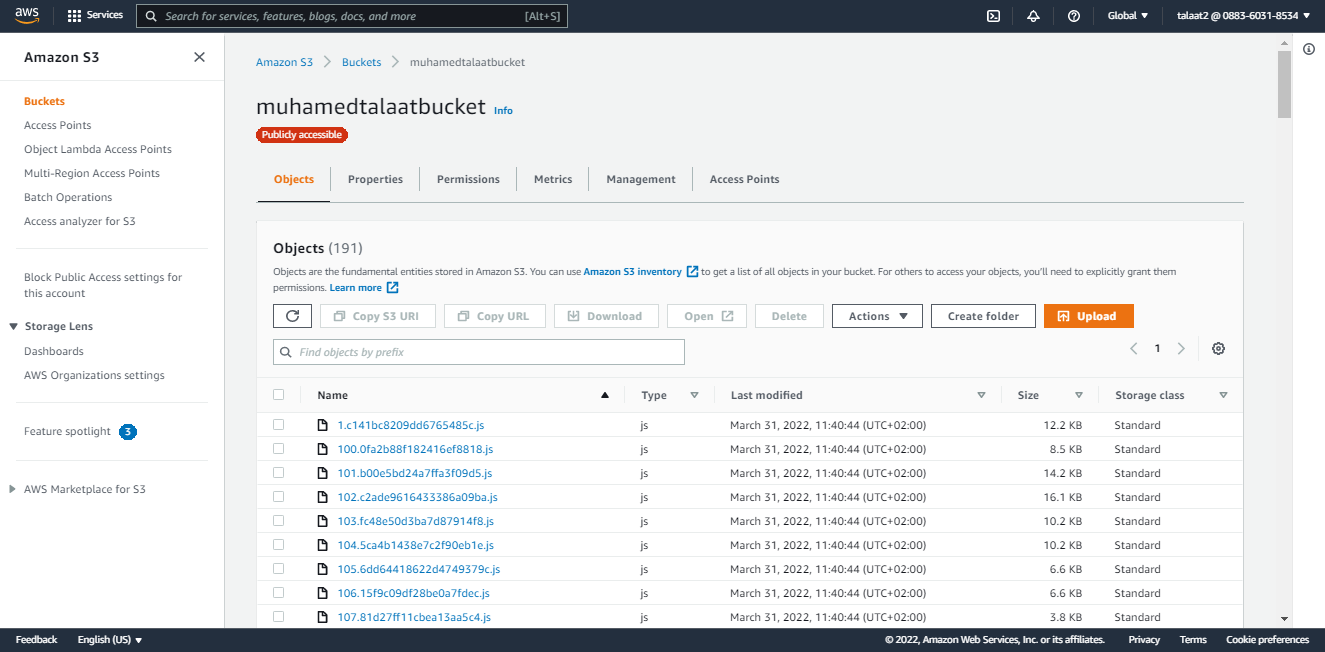 aws Services Search for services, features, blogs, docs, and more [Alt+S] Global talaat2 @ 0883-6031-8534
Amazon S3
Buckets
Access Points
Object Lambda Access Points
Multi-Region Access Points
Batch Operations
Access analyzer for S3
Block Public Access settings for
this account
Storage Lens
Dashboards
AWS Organizations settings
Feature spotlight 3
AWS Marketplace for S3
Amazon S3 Buckets muhamedtalaatbucket
muhamedtalaatbucket Info
Publicly accessible
Objects Properties Permissions Metrics Management Access Points
Objects (191)
Objects are the fundamental entities stored in Amazon S3. You can use Amazon S3 inventory to get a list of all objects in your bucket. For others to access your objects, you'll need to explicitly grant them
permissions. Learn more
Copy S3 URI Copy URL Download Open Delete Actions Create folder Upload
Find objects by prefix 1
Name Type Last modified Size Storage class
1.c141bc8209dd6765485c.js js March 31, 2022, 11:40:44 (UTC+02:00) 12.2 KB Standard
100.0fa2b88f182416ef8818.js js March 31, 2022, 11:40:44 (UTC+02:00) 8.5 KB Standard
101.b00e5bd24a7ffa3f09d5.js js March 31, 2022, 11:40:44 (UTC+02:00) 14.2 KB Standard
102.c2ade9616433386a09ba.js js March 31, 2022, 11:40:44 (UTC+02:00) 16.1 KB Standard
103.fc48e50d3ba7d87914f8.js js March 31, 2022, 11:40:44 (UTC+02:00) 10.2 KB Standard
104.5ca4b1438e7c2f90eb1e.js js March 31, 2022, 11:40:44 (UTC+02:00) 10.2 KB Standard
105.6dd64418622d4749379c.js js March 31, 2022, 11:40:44 (UTC+02:00) 6.6 KB Standard
106.15f9c09df28be0a7fdec.js js March 31, 2022, 11:40:44 (UTC+02:00) 6.6 KB Standard
107.81d27ff11cbea13aa5c4.js js March 31, 2022, 11:40:44 (UTC+02:00) 3.8 KB Standard
Feedback English (US) © 2022, Amazon Web Services, Inc. or its affiliates. Privacy Terms Cookie preferences